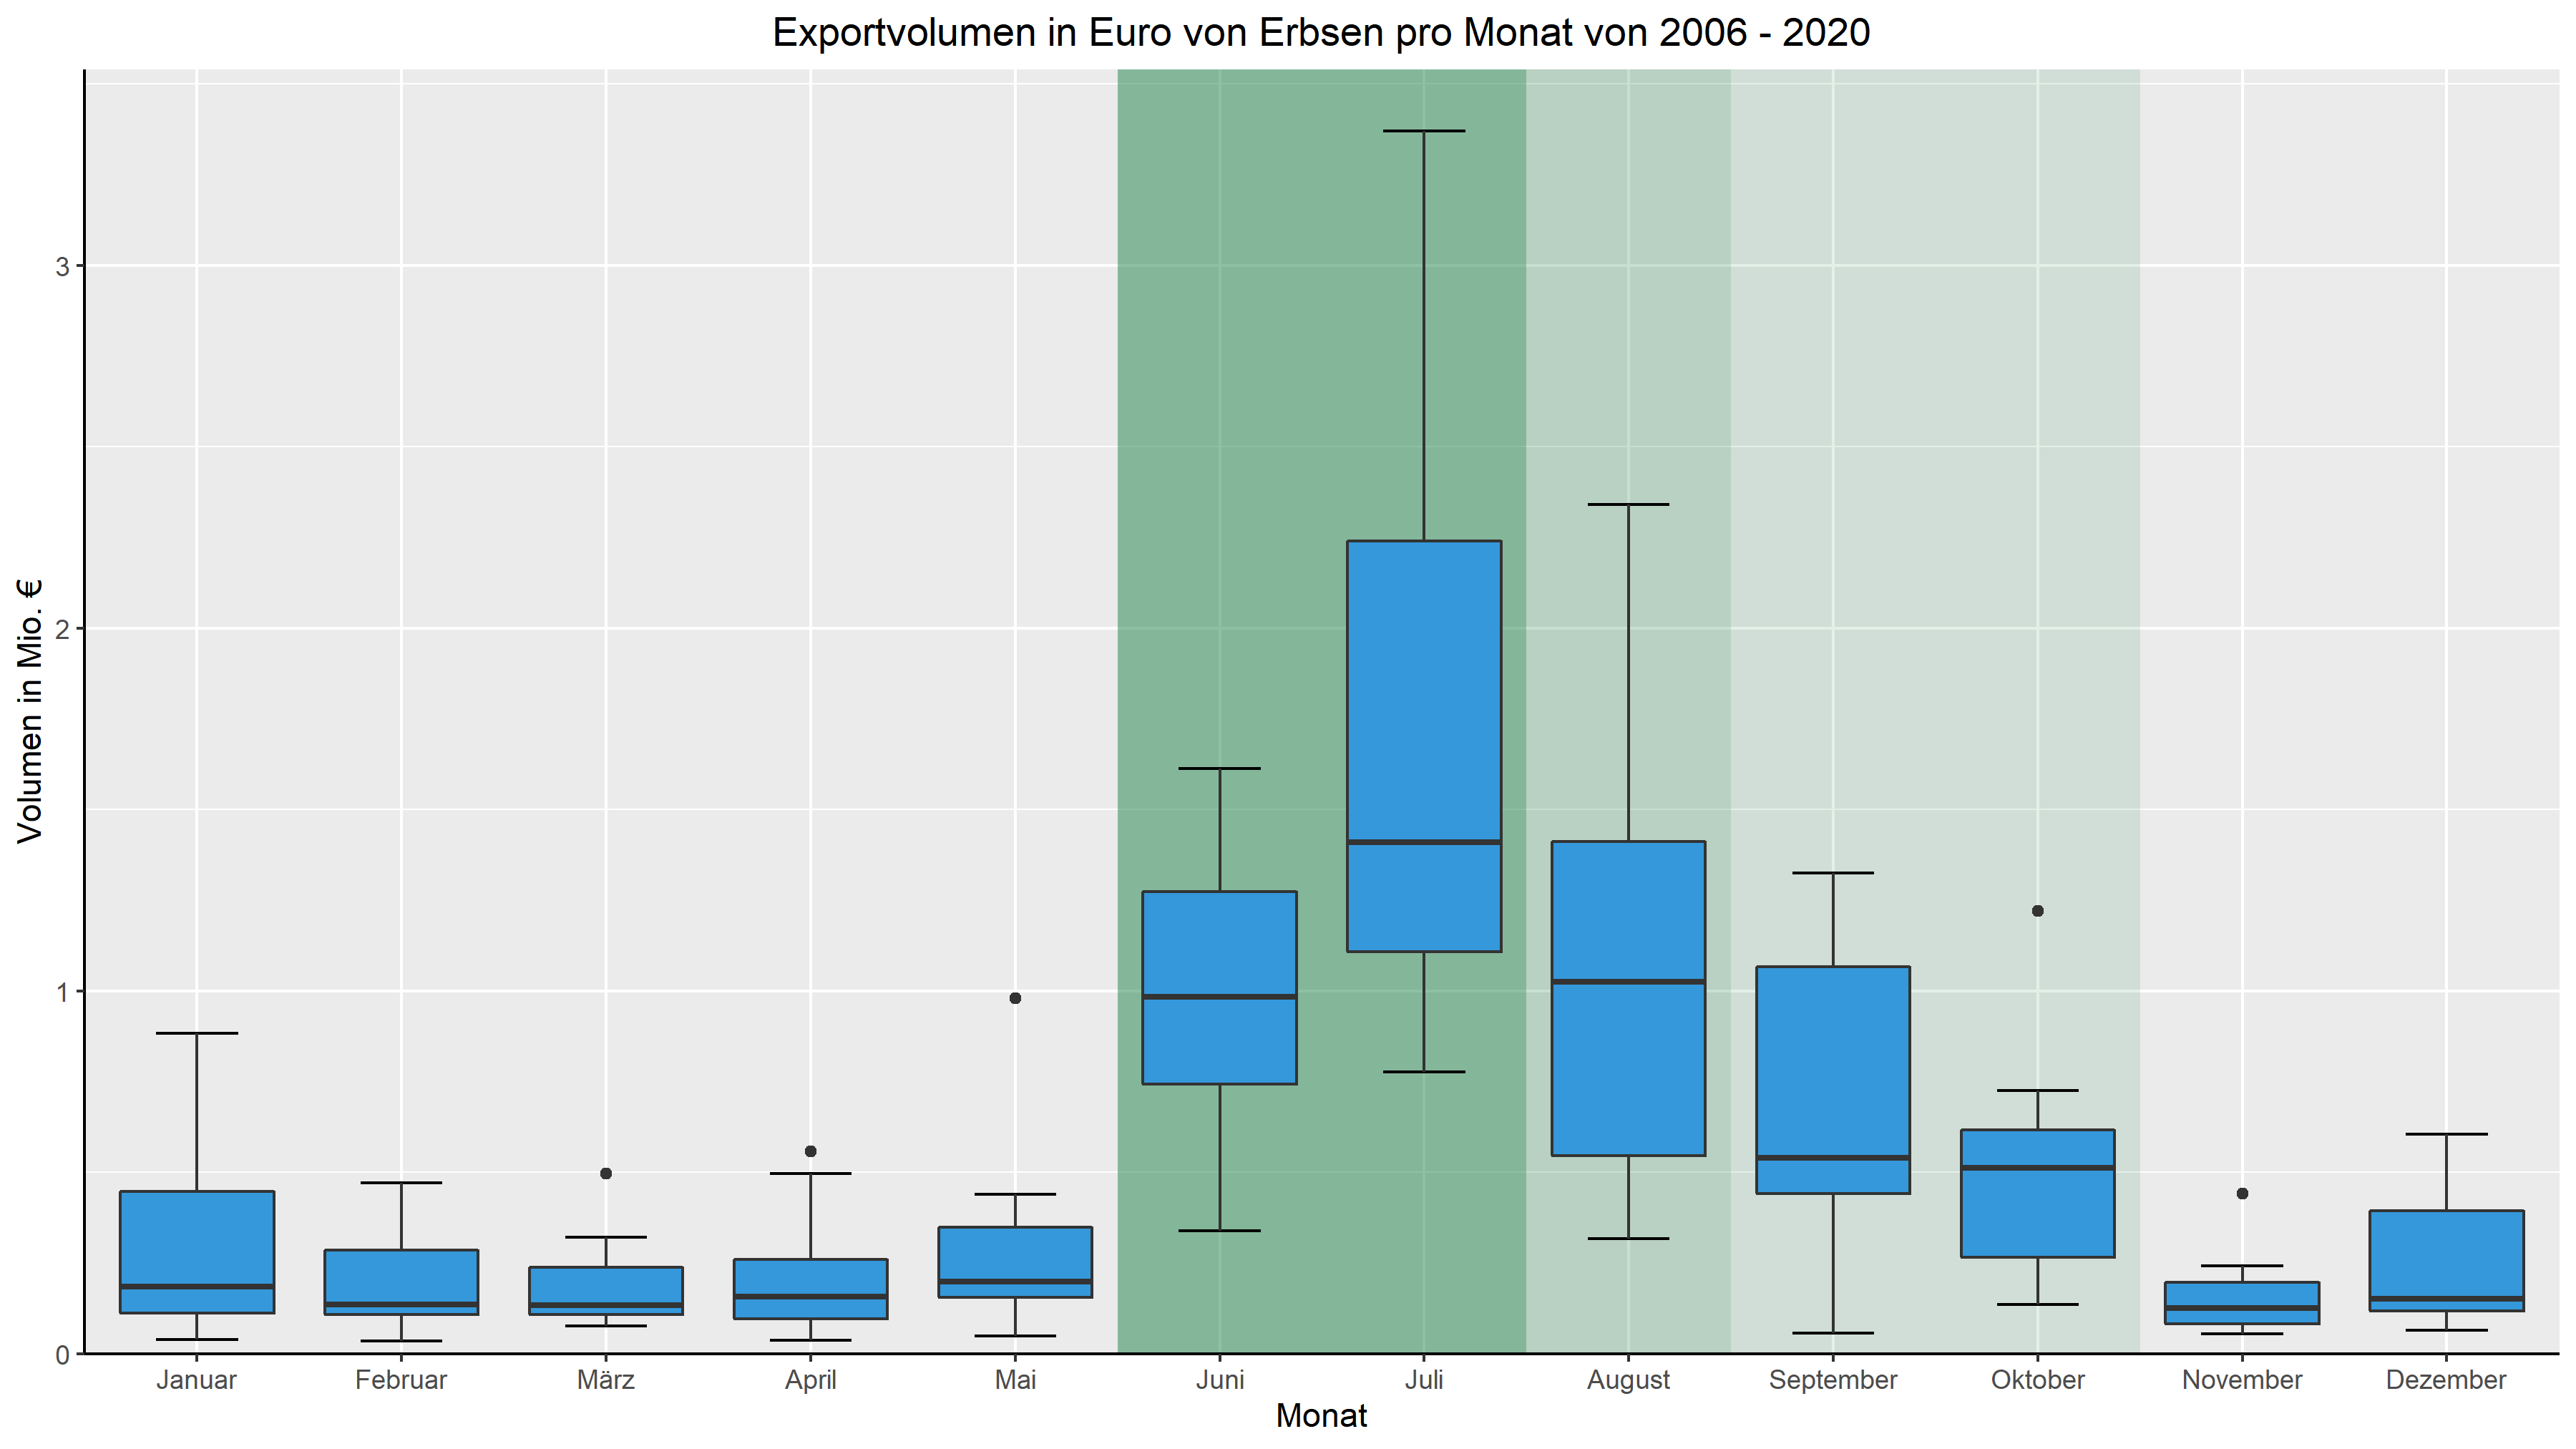 Exportvolumen in Euro von Erbsen pro Monat von 2006 - 2020
Volumen in Mio. €
3
2
1
0
Januar Februar März April Mai Juni Juli August September Oktober November Dezember
Monat